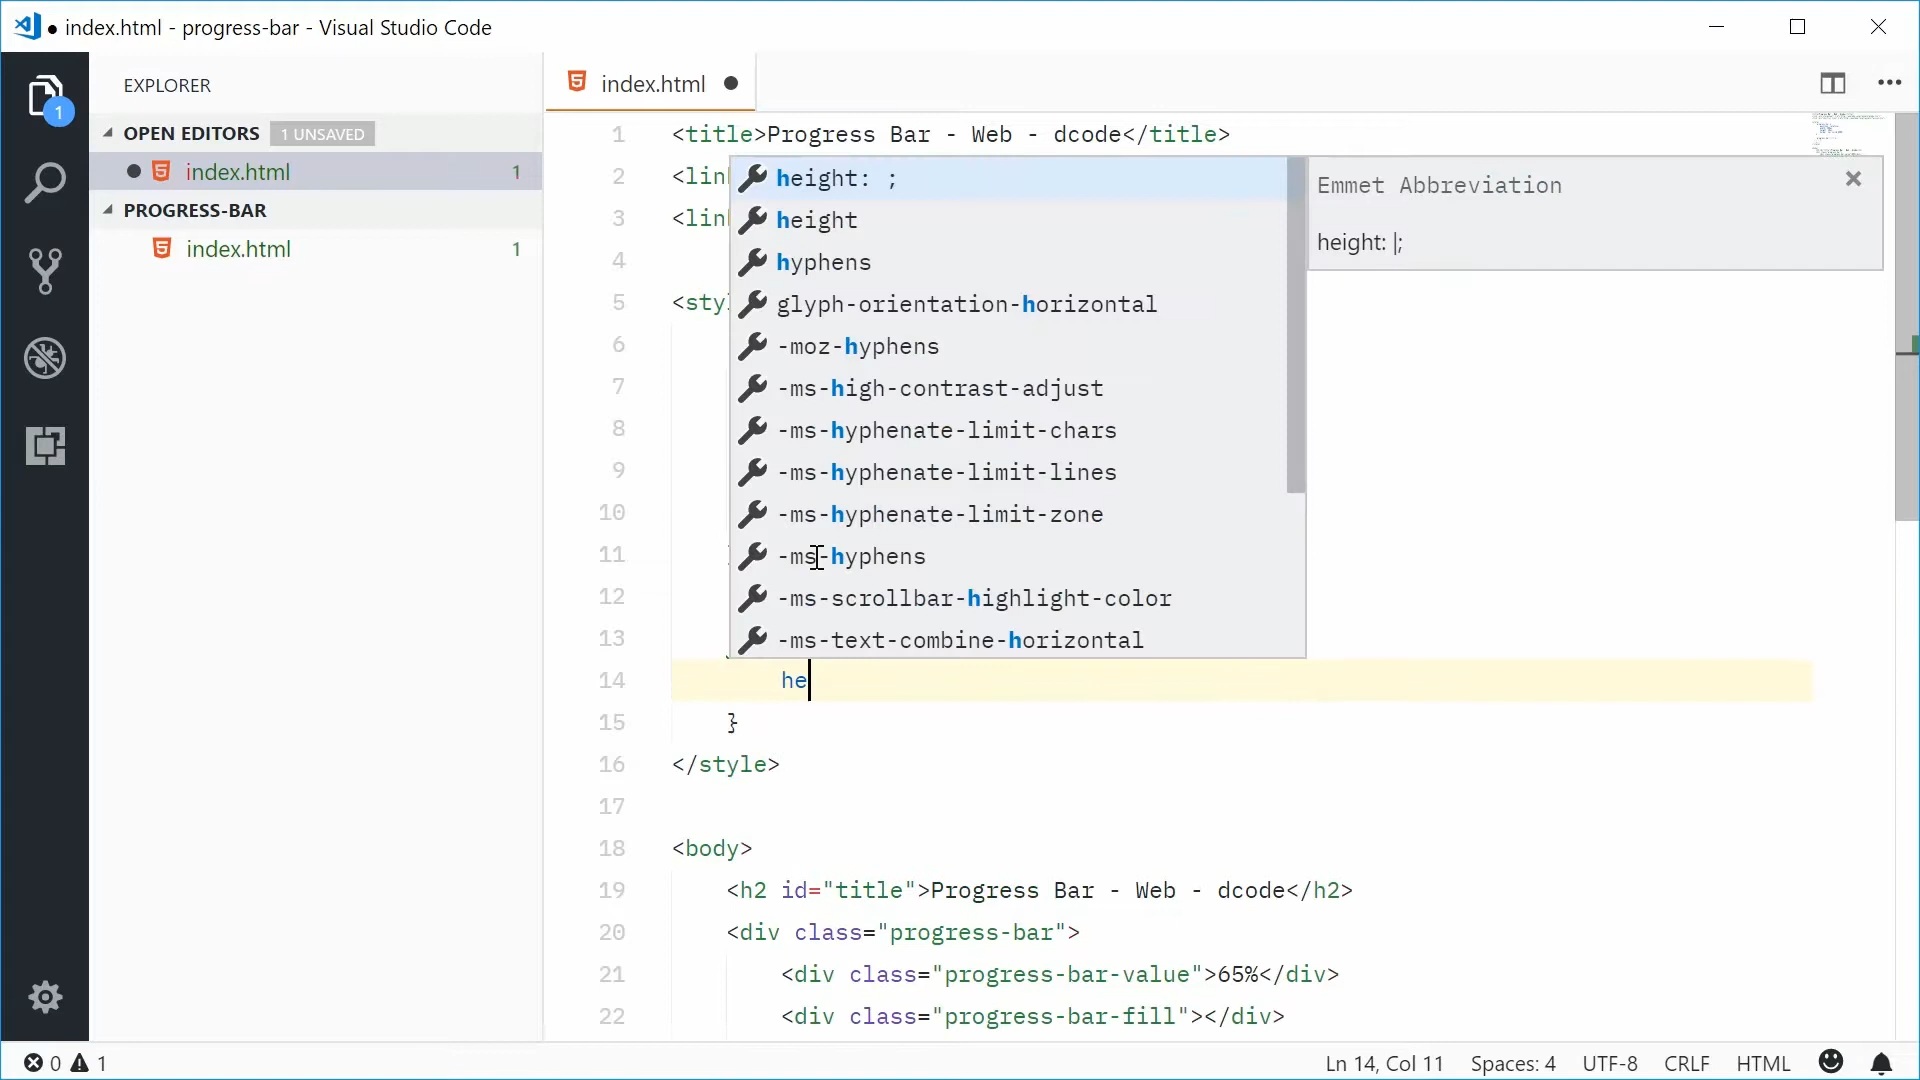 ● index.html - progress-bar - Visual Studio Code
EXPLORER
1
OPEN EDITORS 1 UNSAVED
index.html 1
PROGRESS-BAR
index.html 1
index.html
1 <title>Progress Bar - Web - dcode</title>
2 <lin
3 <lin
4
5 <sty
6
7
8
9
10
11
12
13
14 he
15 }
16 </style>
17
18 <body>
19 <h2 id="title">Progress Bar - Web - dcode</h2>
20 <div class="progress-bar">
21 <div class="progress-bar-value">65%</div>
22 <div class="progress-bar-fill"></div>
height: ;
height
hyphens
glyph-orientation-horizontal
-moz-hyphens
-ms-high-contrast-adjust
-ms-hyphenate-limit-chars
-ms-hyphenate-limit-lines
-ms-hyphenate-limit-zone
-ms-hyphens
-ms-scrollbar-highlight-color
-ms-text-combine-horizontal
Emmet Abbreviation
height: |;
0 1
Ln 14, Col 11 Spaces: 4 UTF-8 CRLF HTML